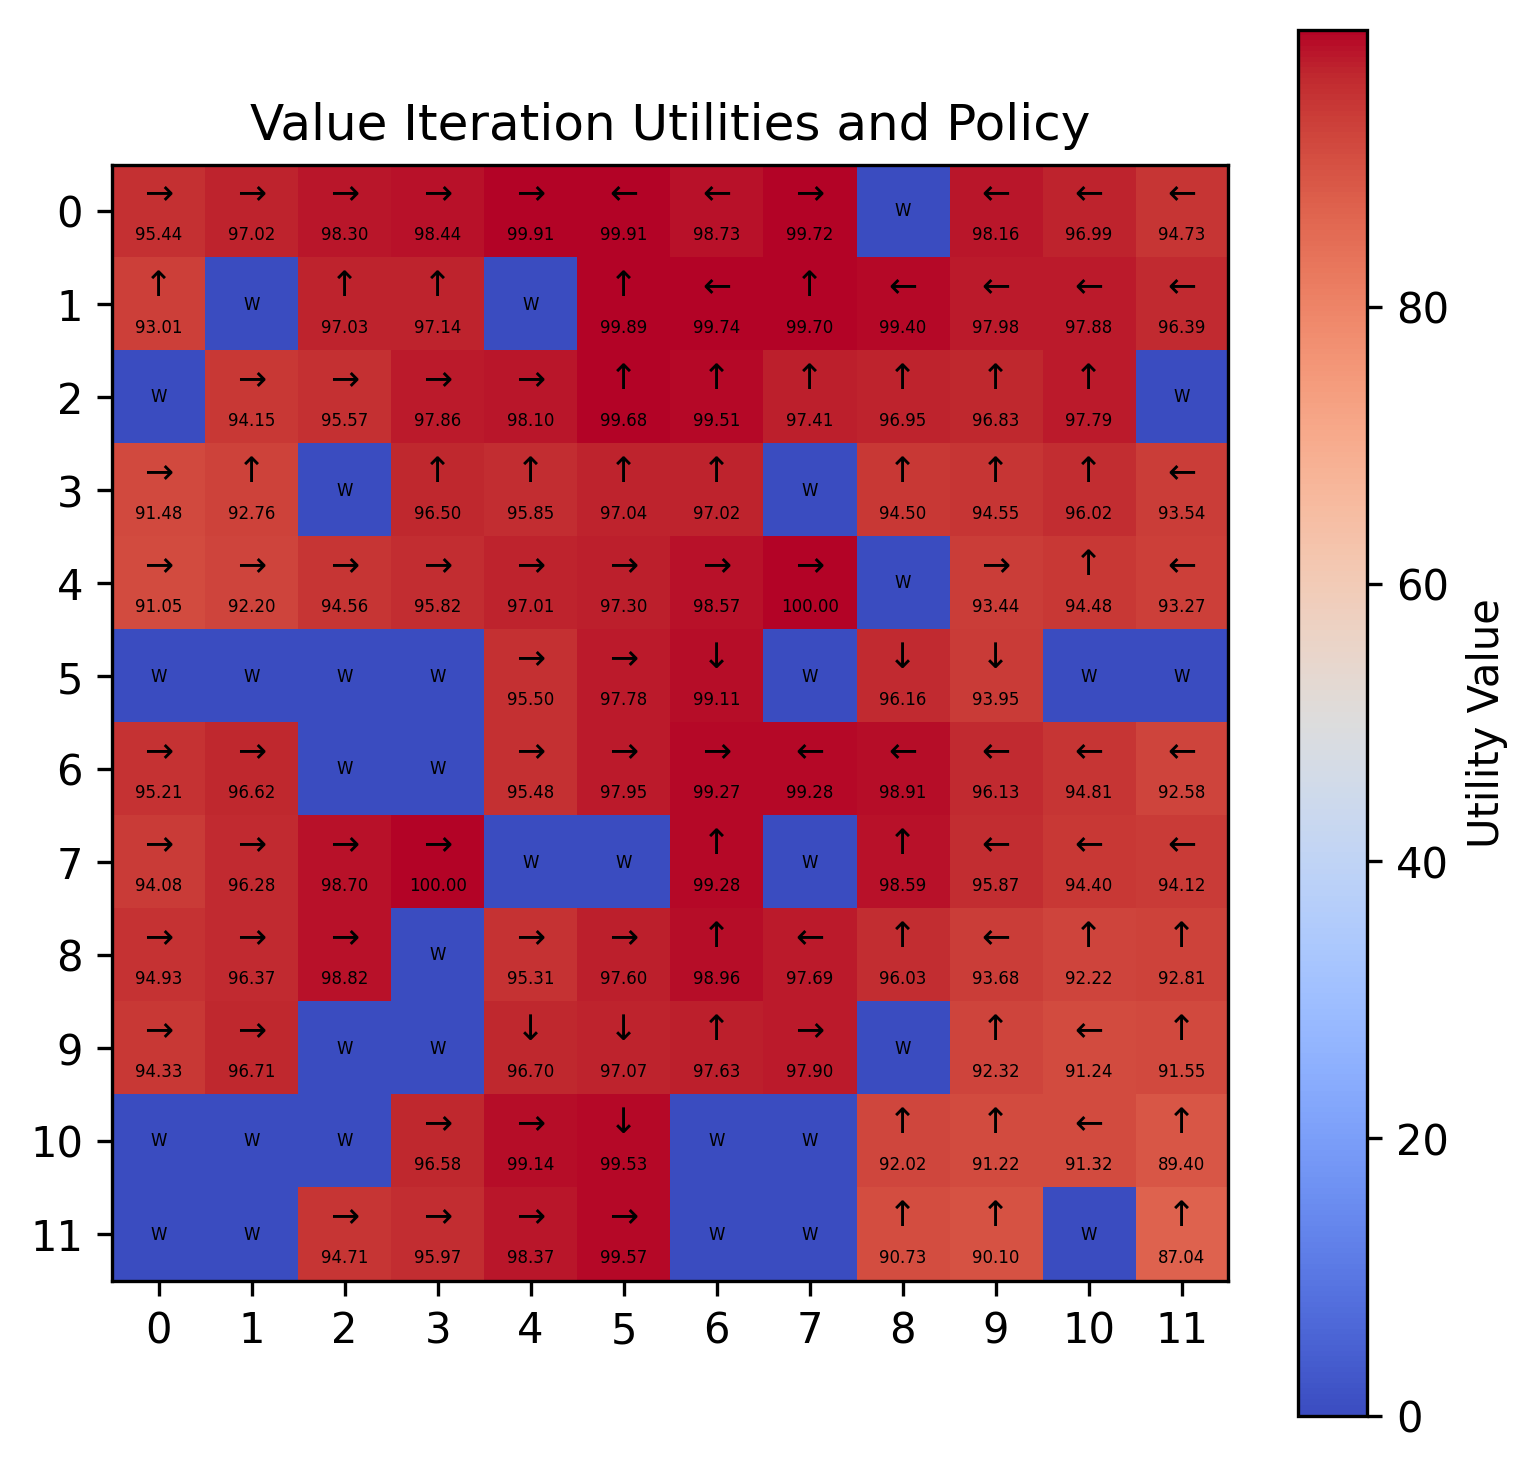 Value Iteration Utilities and Policy
0 → → → → → ← ← → W ← ← ←
95.44 97.02 98.30 98.44 99.91 99.91 98.73 99.72 98.16 96.99 94.73
1 ↑ W ↑ ↑ W ↑ ← ↑ ← ← ← ←
93.01 97.03 97.14 99.89 99.74 99.70 99.40 97.98 97.88 96.39
2 W → → → → ↑ ↑ ↑ ↑ ↑ ↑ W
94.15 95.57 97.86 98.10 99.68 99.51 97.41 96.95 96.83 97.79
3 → ↑ W ↑ ↑ ↑ ↑ W ↑ ↑ ↑ ←
91.48 92.76 96.50 95.85 97.04 97.02 94.50 94.55 96.02 93.54
4 → → → → → → → → W → ↑ ←
91.05 92.20 94.56 95.82 97.01 97.30 98.57 100.00 93.44 94.48 93.27
5 W W W W → → ↓ W ↓ ↓ W W
95.50 97.78 99.11 96.16 93.95
6 → → W W → → → ← ← ← ← ←
95.21 96.62 95.48 97.95 99.27 99.28 98.91 96.13 94.81 92.58
7 → → → → W W ↑ W ↑ ← ← ←
94.08 96.28 98.70 100.00 99.28 98.59 95.87 94.40 94.12
8 → → → W → → ↑ ← ↑ ← ↑ ↑
94.93 96.37 98.82 95.31 97.60 98.96 97.69 96.03 93.68 92.22 92.81
9 → → W W ↓ ↓ ↑ → W ↑ ← ↑
94.33 96.71 96.70 97.07 97.63 97.90 92.32 91.24 91.55
10 W W W → → ↓ W W ↑ ↑ ← ↑
96.58 99.14 99.53 92.02 91.22 91.32 89.40
11 W W → → → → W W ↑ ↑ W ↑
94.71 95.97 98.37 99.57 90.73 90.10 87.04
0 1 2 3 4 5 6 7 8 9 10 11
80
60
40
20
0
Utility Value